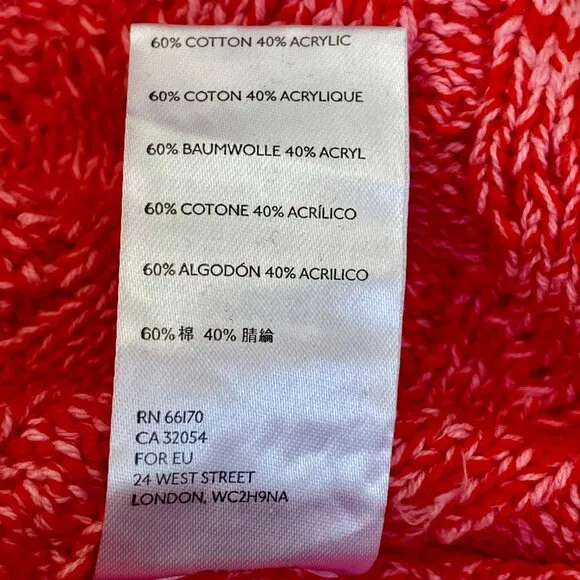 60% COTTON 40% ACRYLIC
60% COTON 40% ACRYLIQUE
60% BAUMWOLLE 40% ACRYL
60% COTONE 40% ACRÍLICO
60% ALGODÓN 40% ACRILICO
60% 棉 40% 腈綸
RN 66170
CA 32054
FOR EU
24 WEST STREET
LONDON, WC2H9NA